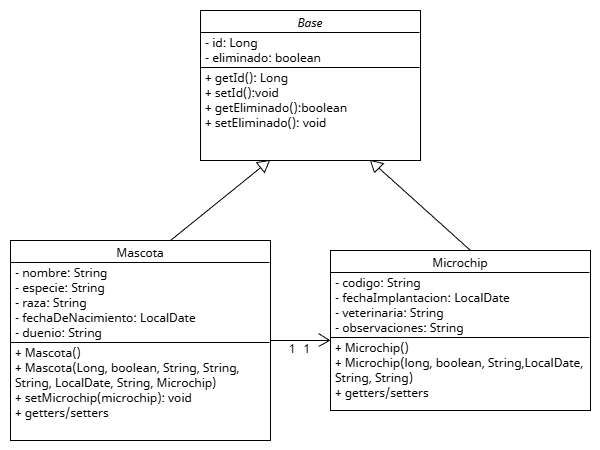 Base
- id: Long
- eliminado: boolean
+ getId(): Long
+ setId():void
+ getEliminado():boolean
+ setEliminado(): void
Mascota
- nombre: String
- especie: String
- raza: String
- fechaDeNacimiento: LocalDate
- duenio: String
+ Mascota()
+ Mascota(Long, boolean, String, String,
String, LocalDate, String, Microchip)
+ setMicrochip(microchip): void
+ getters/setters
1 1
Microchip
- codigo: String
- fechaImplantacion: LocalDate
- veterinaria: String
- observaciones: String
+ Microchip()
+ Microchip(long, boolean, String,LocalDate,
String, String)
+ getters/setters